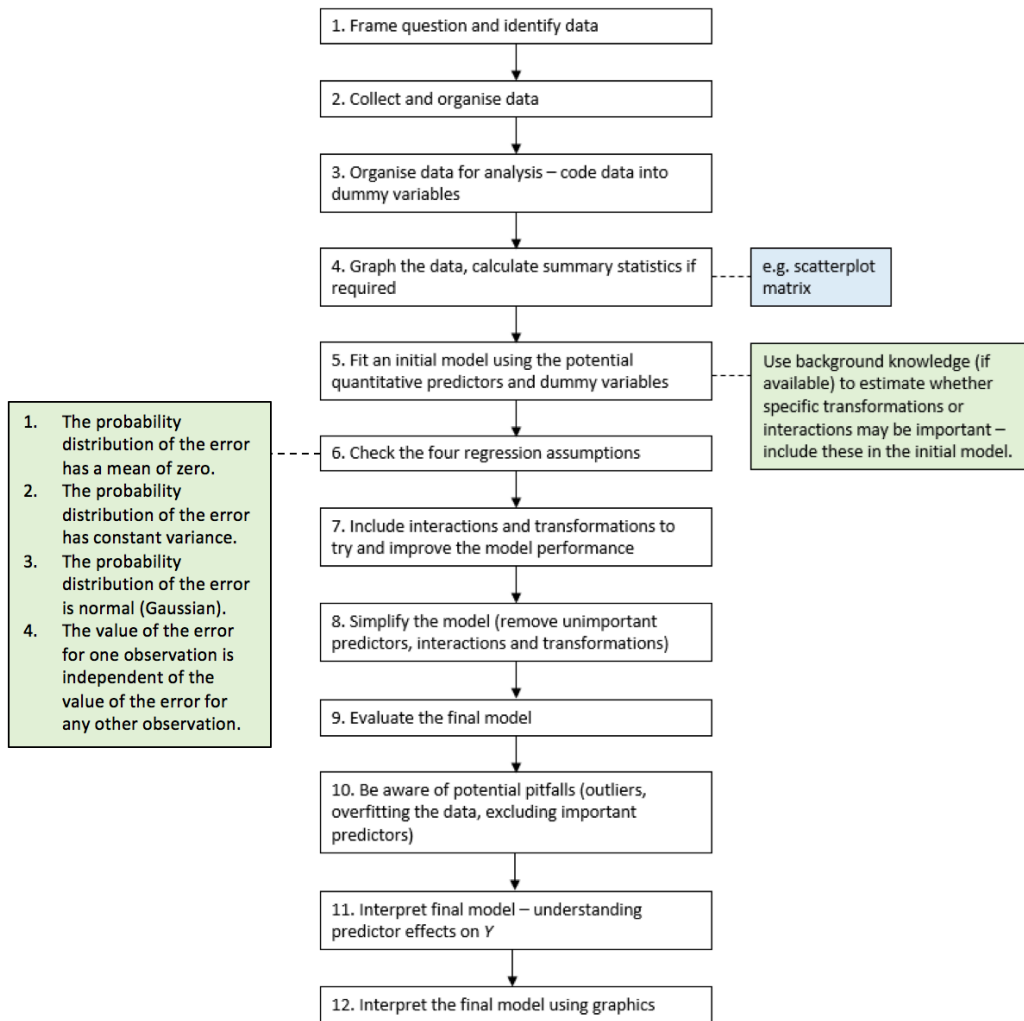 1. Frame question and identify data
2. Collect and organise data
3. Organise data for analysis – code data into
dummy variables
4. Graph the data, calculate summary statistics if
required
e.g. scatterplot
matrix
5. Fit an initial model using the potential
quantitative predictors and dummy variables
Use background knowledge (if
available) to estimate whether
specific transformations or
interactions may be important –
include these in the initial model.
6. Check the four regression assumptions
1. The probability
distribution of the error
has a mean of zero.
2. The probability
distribution of the error
has constant variance.
3. The probability
distribution of the error
is normal (Gaussian).
4. The value of the error
for one observation is
independent of the
value of the error for
any other observation.
7. Include interactions and transformations to
try and improve the model performance
8. Simplify the model (remove unimportant
predictors, interactions and transformations)
9. Evaluate the final model
10. Be aware of potential pitfalls (outliers,
overfitting the data, excluding important
predictors)
11. Interpret final model – understanding
predictor effects on Y
12. Interpret the final model using graphics